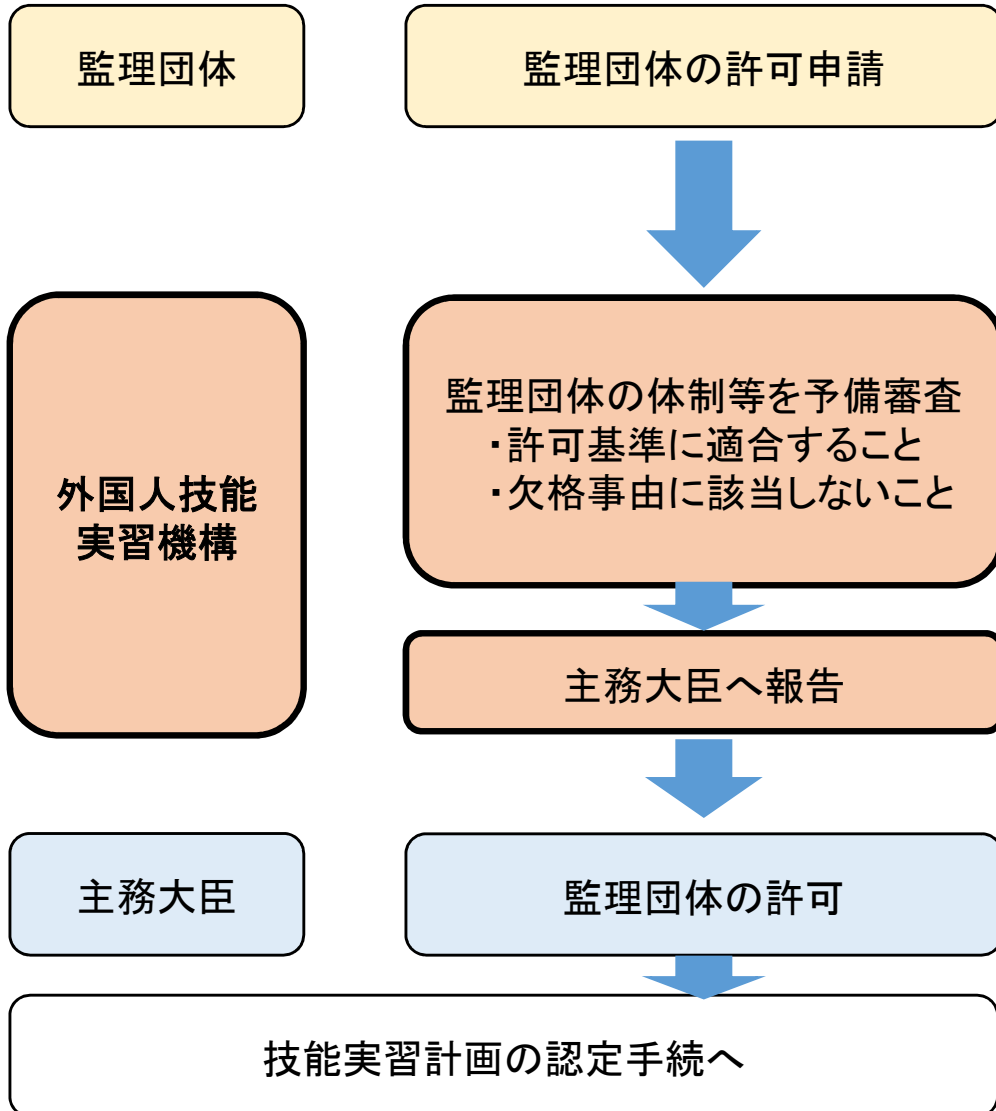 監理団体
監理団体の許可申請
外国人技能
実習機構
監理団体の体制等を予備審査
・許可基準に適合すること
・欠格事由に該当しないこと
主務大臣へ報告
主務大臣
監理団体の許可
技能実習計画の認定手続へ